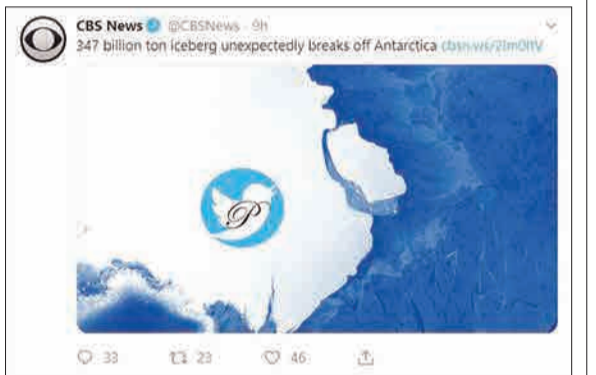 CBS News @CBSNews · 9h
347 billion ton iceberg unexpectedly breaks off Antarctica
P
33 23 46